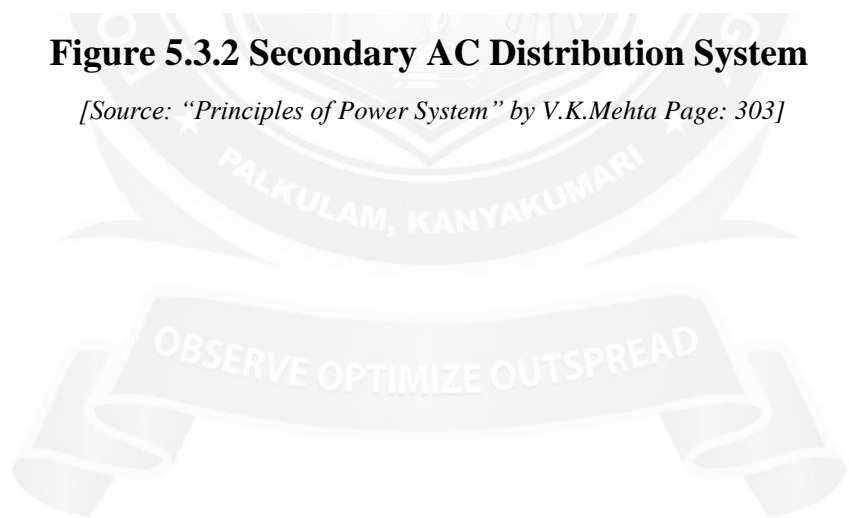 Figure 5.3.2 Secondary AC Distribution System
[Source: “Principles of Power System” by V.K.Mehta Page: 303]
PALKULAM, KANYAKUMARI
OBSERVE OPTIMIZE OUTSPREAD